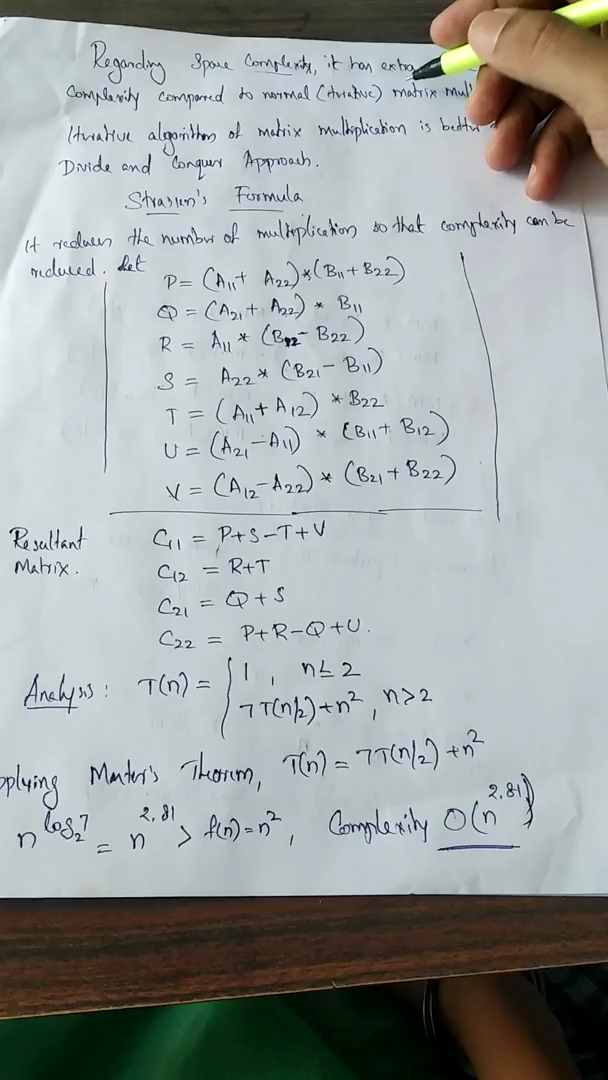 Regarding Space Complexity, it has extra
Complexity compared to normal (iterative) matrix mul
Iterative algorithm of matrix multiplication is better
Divide and Conquer Approach.
Strassen's Formula
It reduces the number of multiplication so that complexity can be
reduced. Let
P = (A11 + A22) * (B11 + B22)
Q = (A21 + A22) * B11
R = A11 * (B12 - B22)
S = A22 * (B21 - B11)
T = (A11 + A12) * B22
U = (A21 - A11) * (B11 + B12)
V = (A12 - A22) * (B21 + B22)
Resultant Matrix.
C11 = P+S-T+V
C12 = R+T
C21 = Q+S
C22 = P+R-Q+U.
Analysis: T(n) = { 1, n≤2
7T(n/2)+n², n>2
pplying Master's Theorem, T(n) = 7T(n/2)+n²
n^log₂7 = n^2.81 > f(n)=n², Complexity O(n^2.81)